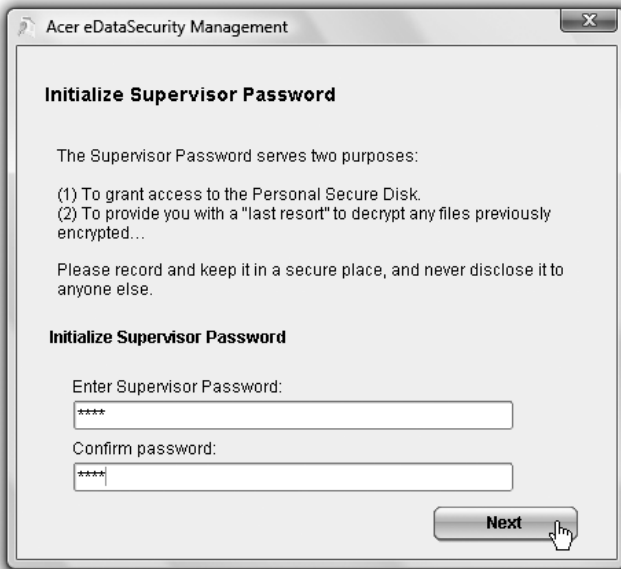 Acer eDataSecurity Management
X
Initialize Supervisor Password
The Supervisor Password serves two purposes:
(1) To grant access to the Personal Secure Disk.
(2) To provide you with a "last resort" to decrypt any files previously
encrypted...
Please record and keep it in a secure place, and never disclose it to
anyone else.
Initialize Supervisor Password
Enter Supervisor Password:
****
Confirm password:
****
Next